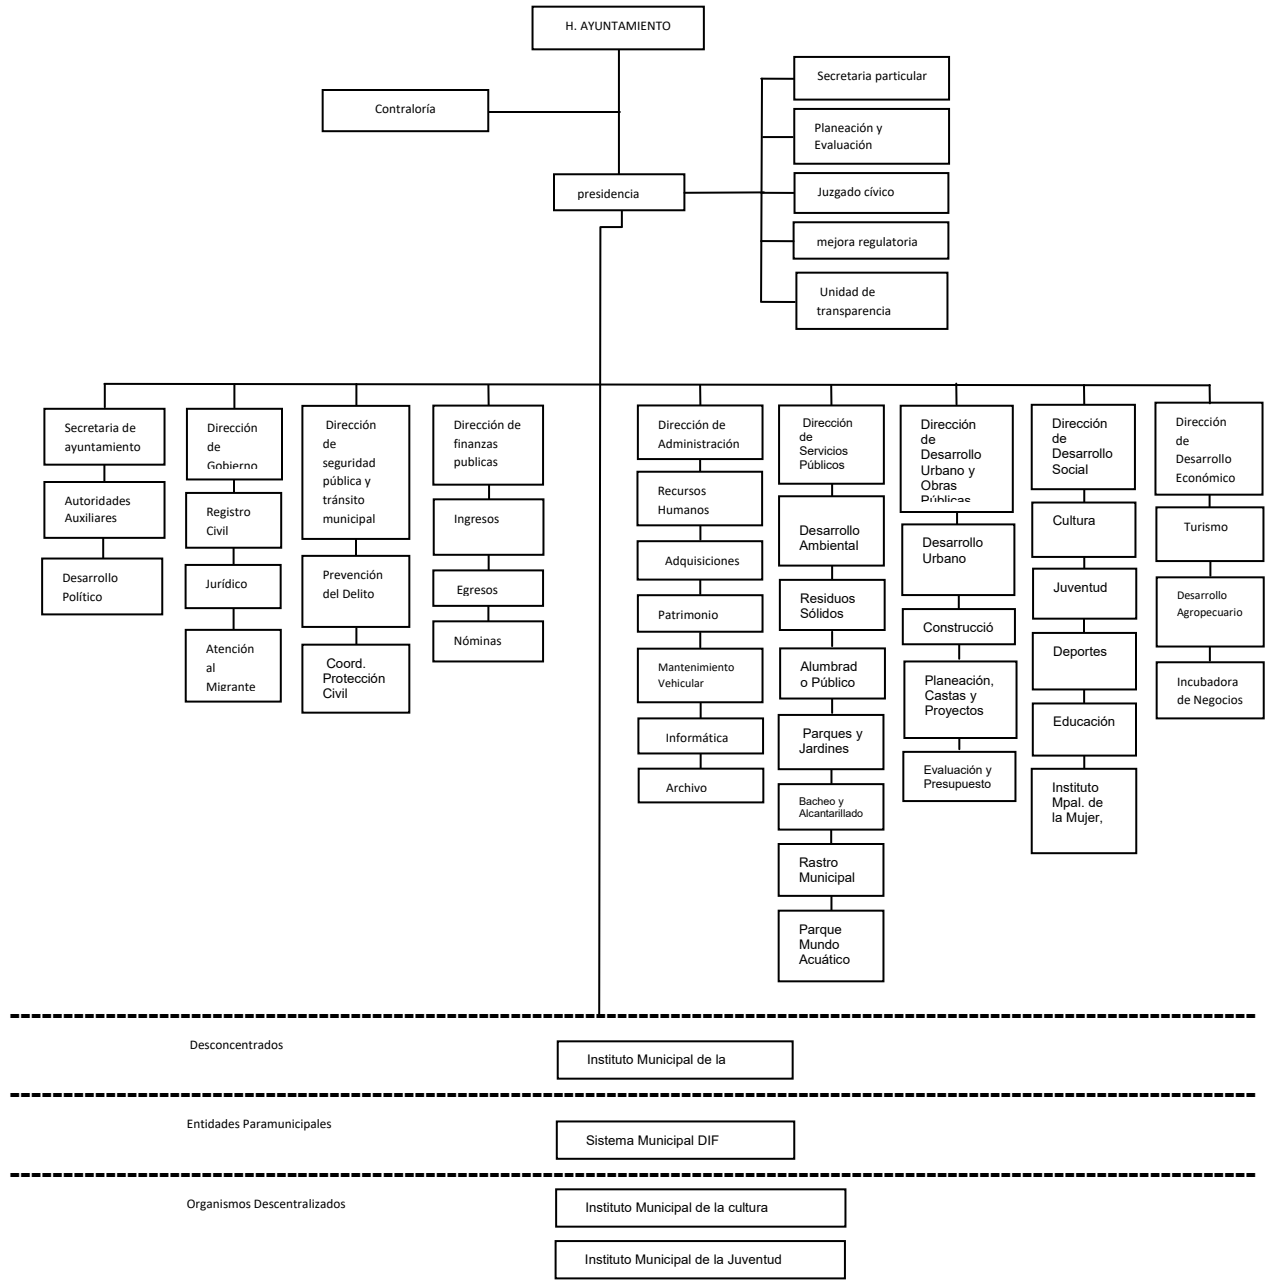 H. AYUNTAMIENTO
Contraloría
Secretaria particular
Planeación y
Evaluación
presidencia
Juzgado cívico
mejora regulatoria
Unidad de
transparencia
Secretaria de
ayuntamiento
Autoridades
Auxiliares
Desarrollo
Político
Dirección
de
Gobierno
Registro
Civil
Jurídico
Atención
al
Migrante
Dirección
de
seguridad
pública y
tránsito
municipal
Prevención
del Delito
Coord.
Protección
Civil
Dirección de
finanzas
publicas
Ingresos
Egresos
Nóminas
Dirección de
Administración
Recursos
Humanos
Adquisiciones
Patrimonio
Mantenimiento
Vehicular
Informática
Archivo
Dirección
de
Servicios
Públicos
Desarrollo
Ambiental
Residuos
Sólidos
Alumbrad
o Público
Parques y
Jardines
Bacheo y
Alcantarillado
Rastro
Municipal
Parque
Mundo
Acuático
Dirección
de
Desarrollo
Urbano y
Obras
Públicas
Desarrollo
Urbano
Construcció
Planeación,
Castas y
Proyectos
Evaluación y
Presupuesto
Dirección
de
Desarrollo
Social
Cultura
Juventud
Deportes
Educación
Instituto
Mpal. de
la Mujer,
Dirección
de
Desarrollo
Económico
Turismo
Desarrollo
Agropecuario
Incubadora
de Negocios
Desconcentrados
Instituto Municipal de la
Entidades Paramunicipales
Sistema Municipal DIF
Organismos Descentralizados
Instituto Municipal de la cultura
Instituto Municipal de la Juventud